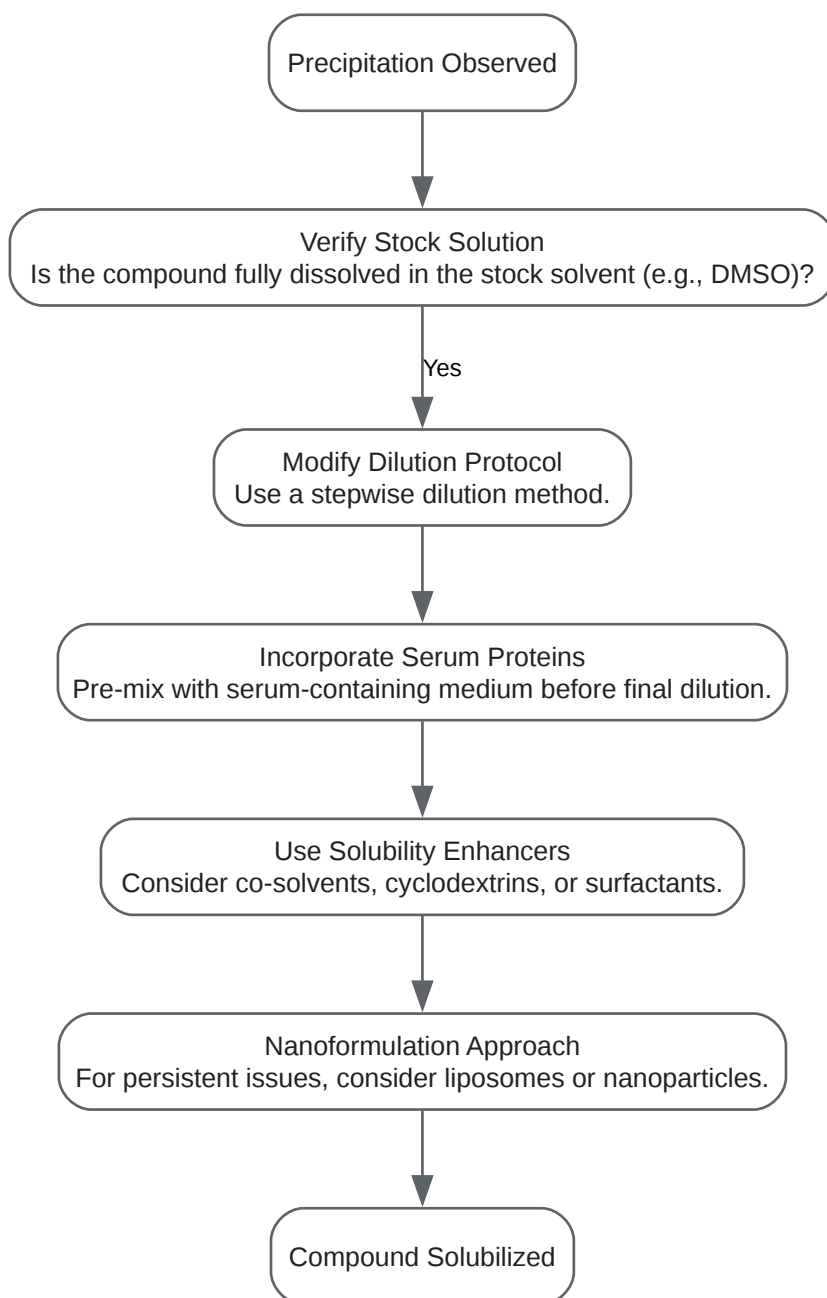 Precipitation Observed
Verify Stock Solution
Is the compound fully dissolved in the stock solvent (e.g., DMSO)?
Yes
Modify Dilution Protocol
Use a stepwise dilution method.
Incorporate Serum Proteins
Pre-mix with serum-containing medium before final dilution.
Use Solubility Enhancers
Consider co-solvents, cyclodextrins, or surfactants.
Nanoformulation Approach
For persistent issues, consider liposomes or nanoparticles.
Compound Solubilized